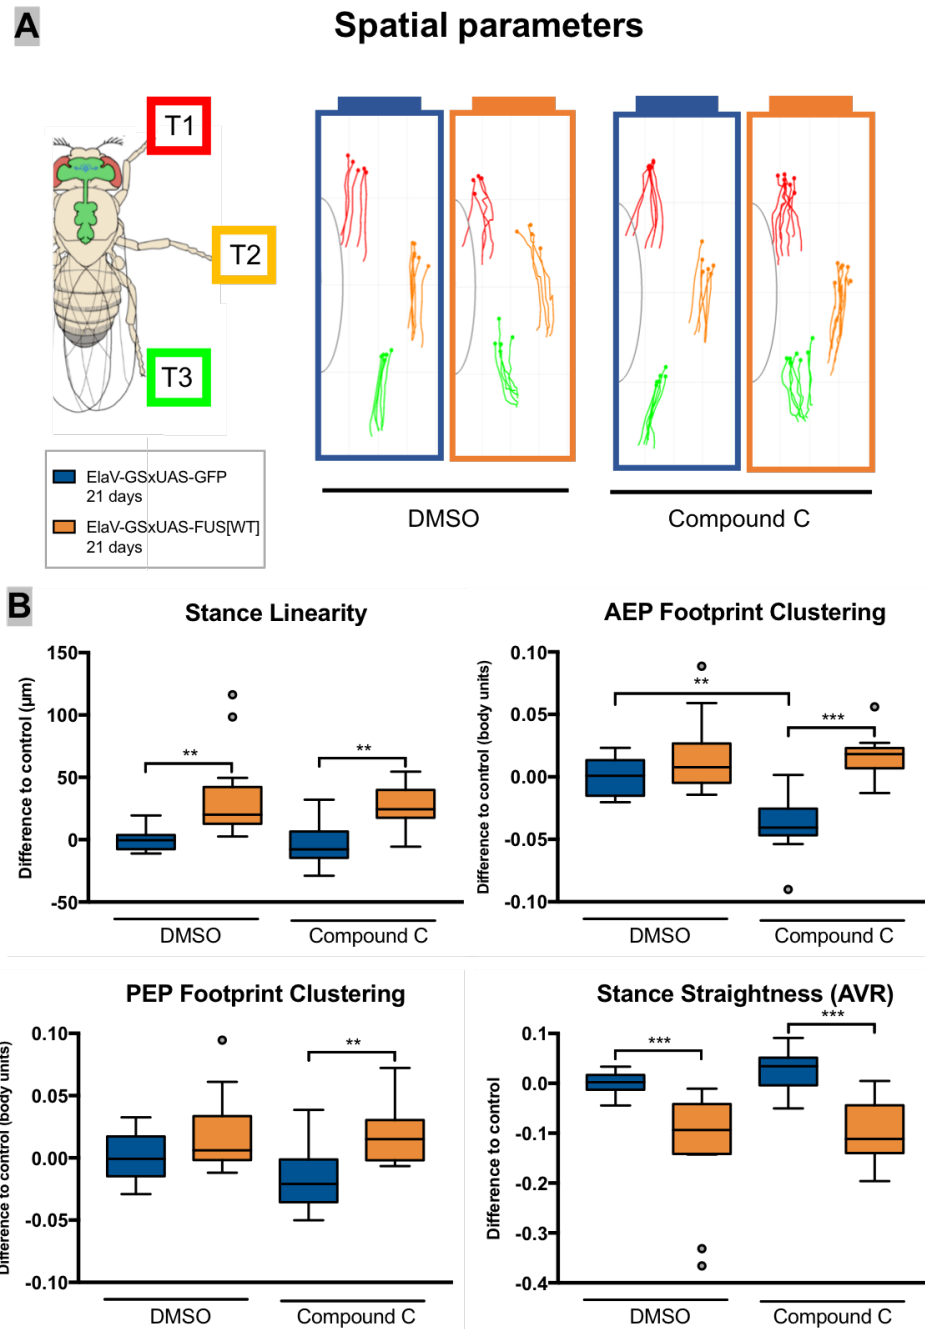 A
Spatial parameters
T1
T2
T3
ElaV-GSxUAS-GFP
21 days
ElaV-GSxUAS-FUS[WT]
21 days
DMSO
Compound C
B
Stance Linearity
Difference to control (µm)
150
100
50
0
-50
**
**
DMSO
Compound C
AEP Footprint Clustering
Difference to control (body units)
0.10
0.05
0.00
-0.05
-0.10
**
***
DMSO
Compound C
PEP Footprint Clustering
Difference to control (body units)
0.10
0.05
0.00
-0.05
-0.10
**
DMSO
Compound C
Stance Straightness (AVR)
Difference to control
0.1
0.0
-0.1
-0.2
-0.3
-0.4
***
***
DMSO
Compound C